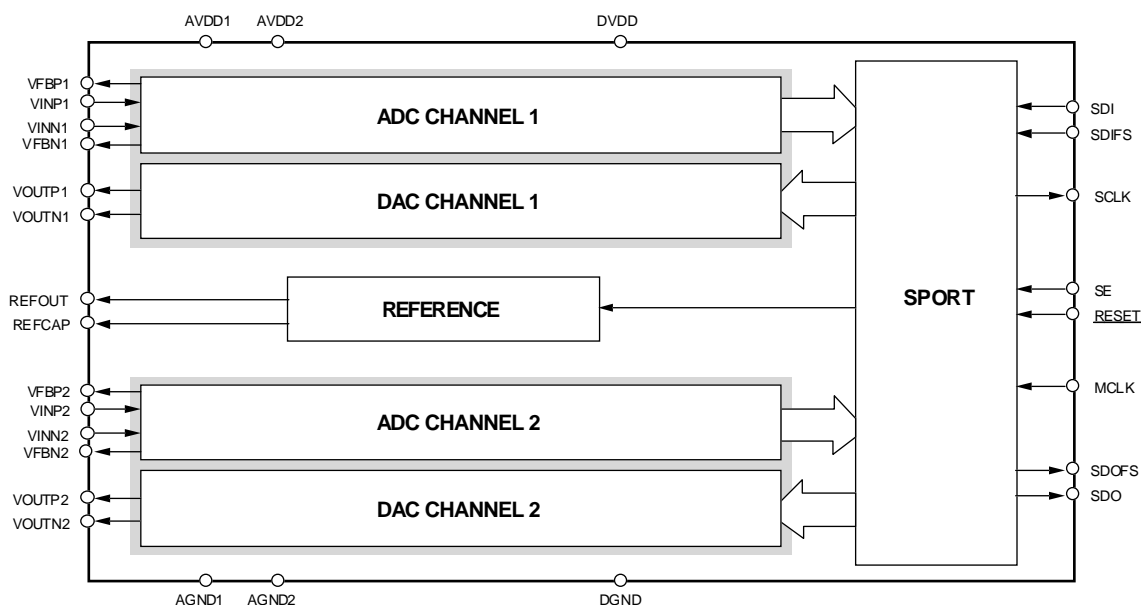 AVDD1 AVDD2 DVDD
VFBP1
VINP1
VINN1
VFBN1
ADC CHANNEL 1
SDI
SDIFS
VOUTP1
VOUTN1
DAC CHANNEL 1
SCLK
REFOUT
REFCAP
REFERENCE
SPORT
SE
RESET
VFBP2
VINP2
VINN2
VFBN2
ADC CHANNEL 2
MCLK
VOUTP2
VOUTN2
DAC CHANNEL 2
SDOFS
SDO
AGND1 AGND2 DGND